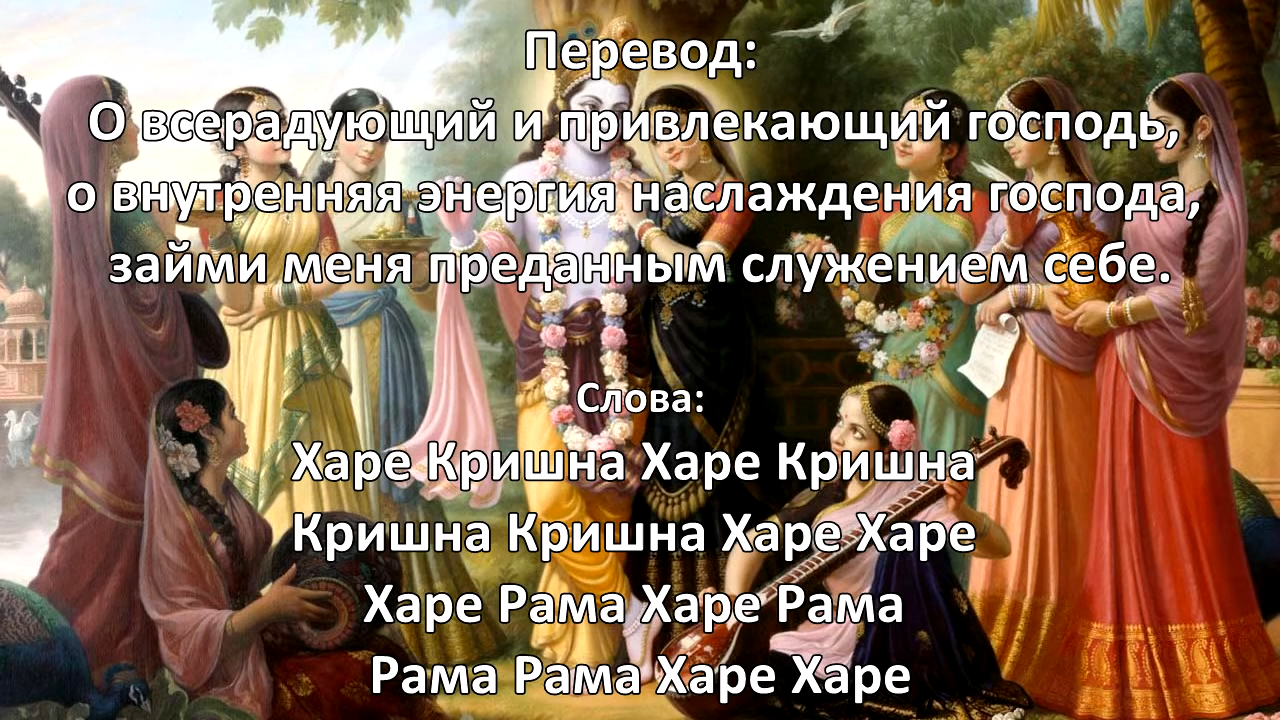 Перевод:
О всерадующий и привлекающий господь,
о внутренняя энергия наслаждения господа,
займи меня преданным служением себе.
Слова:
Харе Кришна Харе Кришна
Кришна Кришна Харе Харе
Харе Рама Харе Рама
Рама Рама Харе Харе